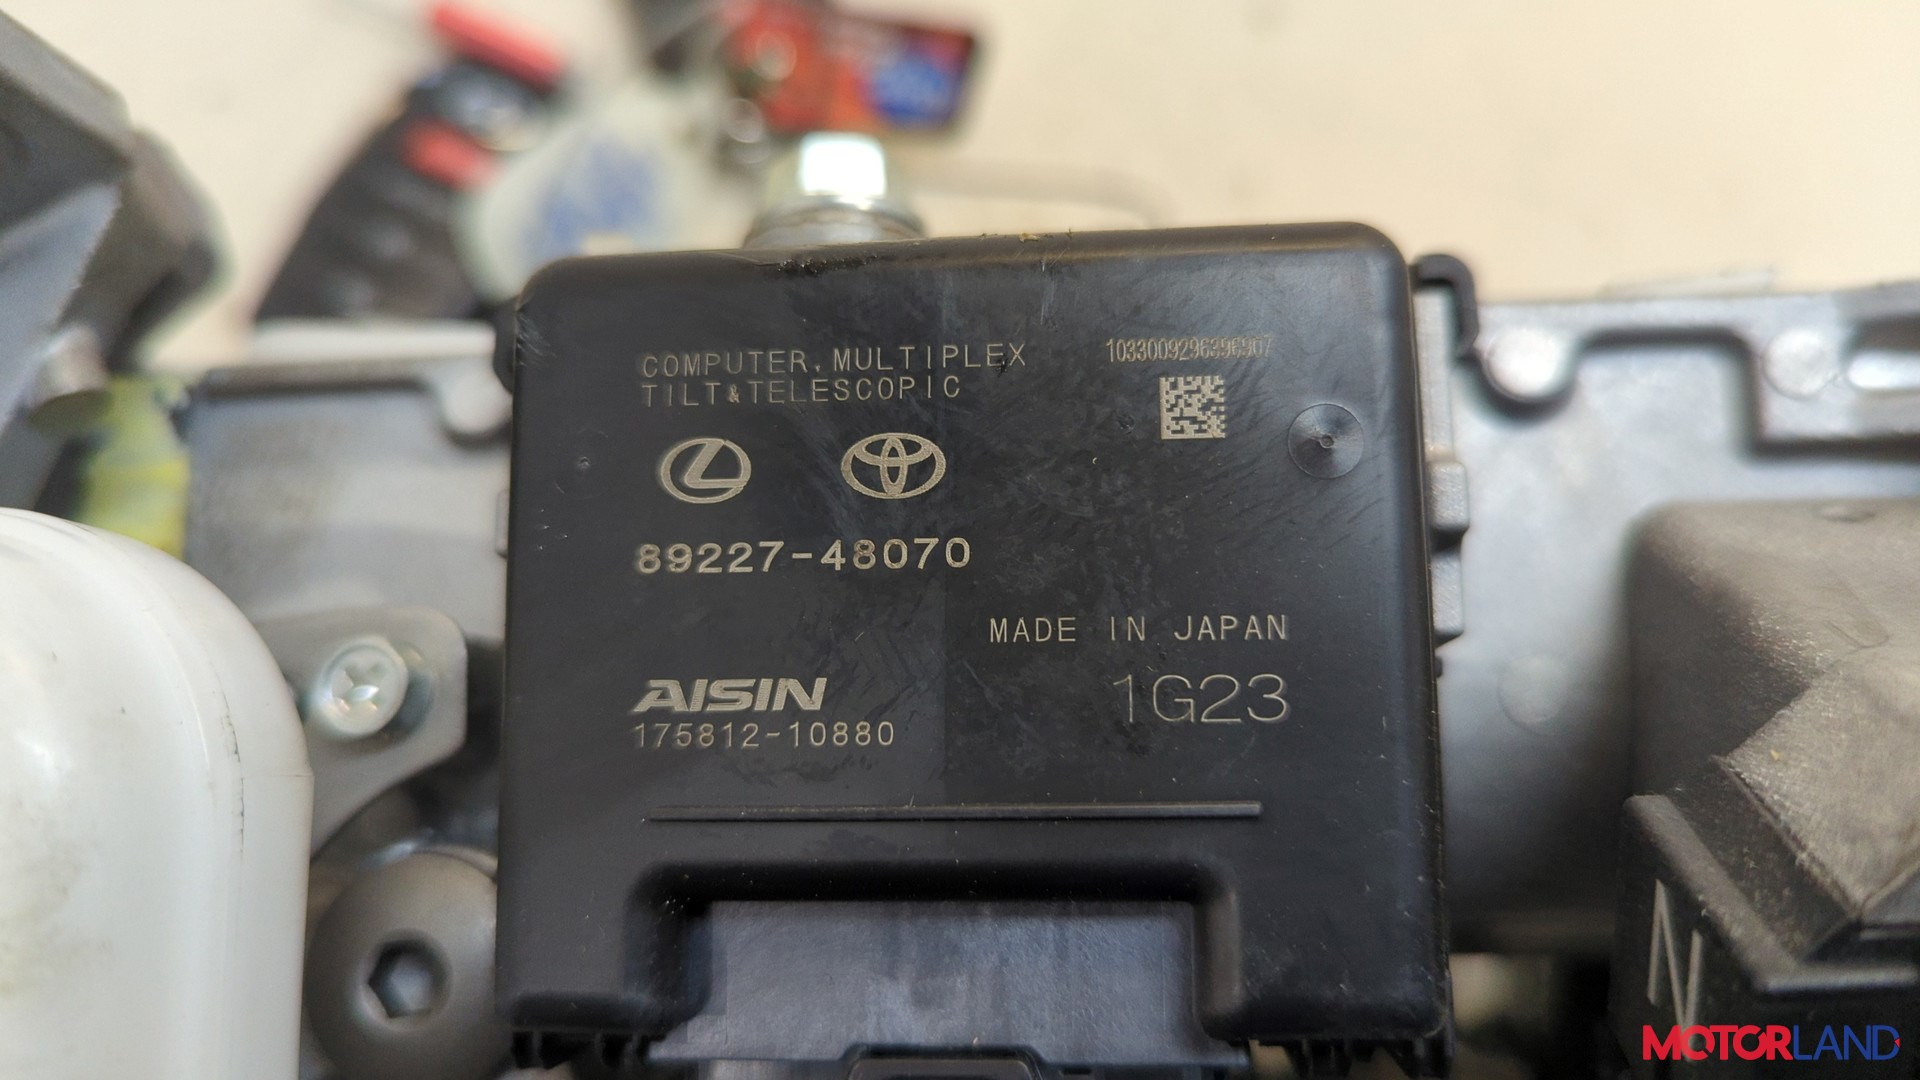 COMPUTER, MULTIPLEX
TILT&TELESCOPIC
1033009296396907
89227-48070
MADE IN JAPAN
AISIN
175812-10880
1G23
N
MOTORLAND